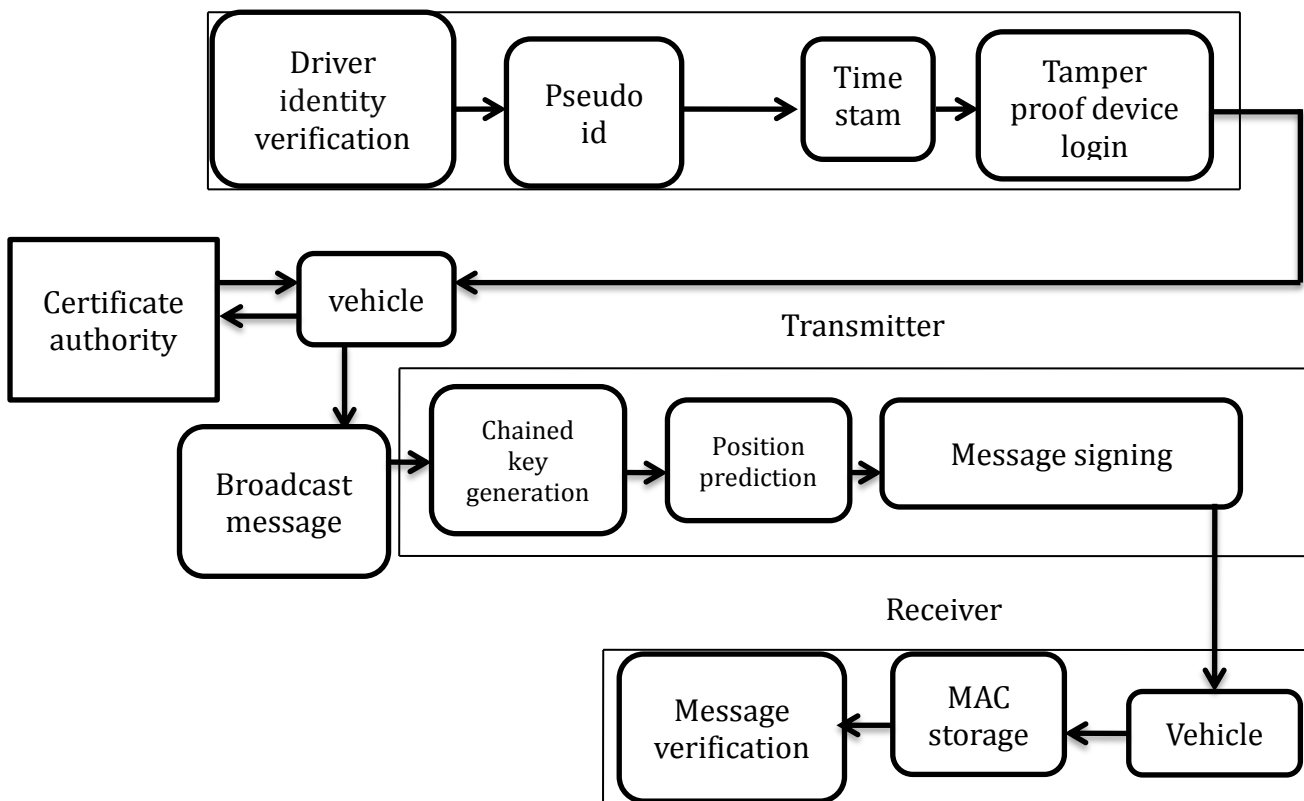 Driver
identity
verification
Pseudo
id
Time
stam
Tamper
proof device
login
Certificate
authority
vehicle
Transmitter
Broadcast
message
Chained
key
generation
Position
prediction
Message signing
Receiver
Message
verification
MAC
storage
Vehicle